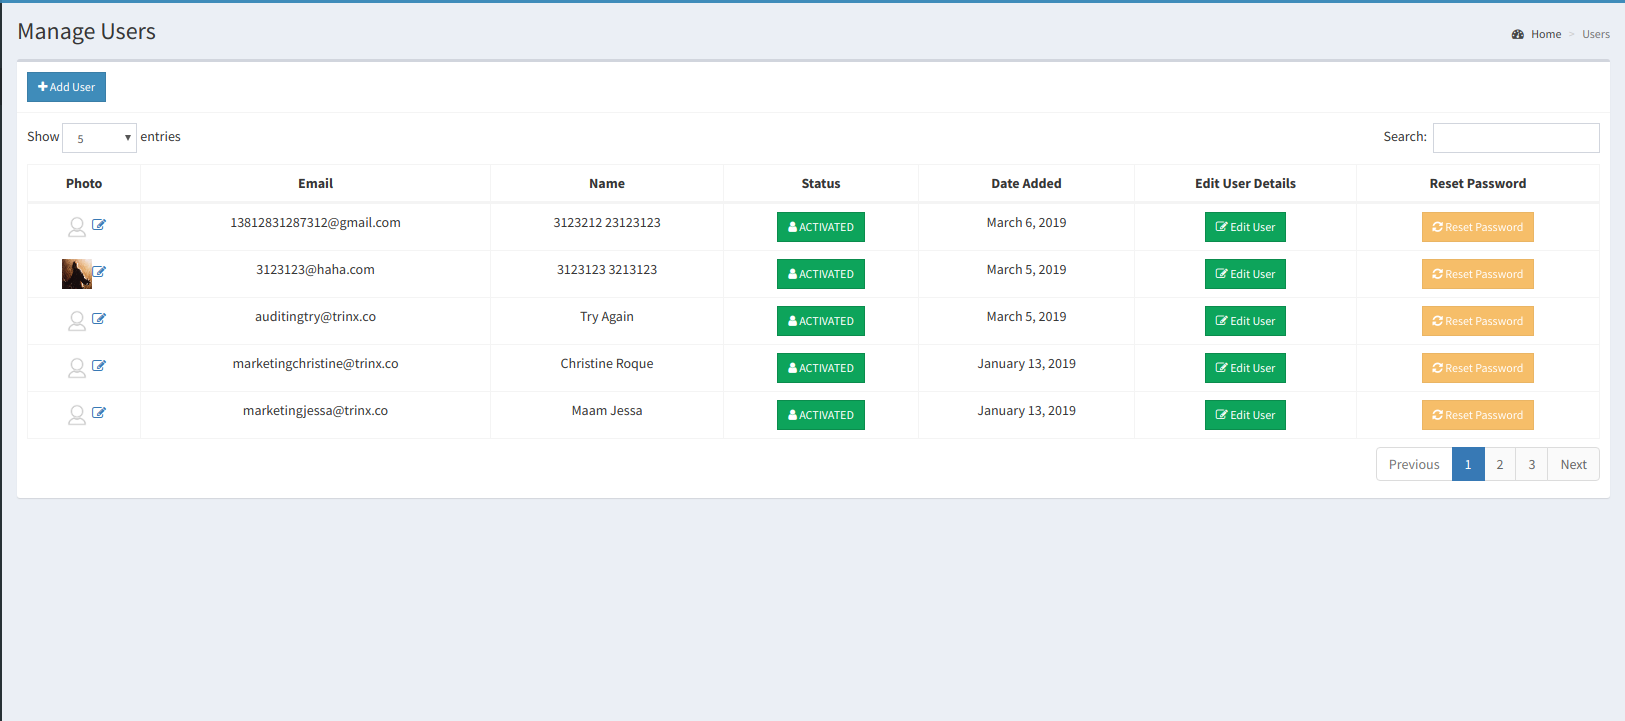 Manage Users
Home > Users
Add User
Show 5 entries
Search:
Photo Email Name Status Date Added Edit User Details Reset Password
13812831287312@gmail.com 3123212 23123123 ACTIVATED March 6, 2019 Edit User Reset Password
3123123@haha.com 3123123 3213123 ACTIVATED March 5, 2019 Edit User Reset Password
auditingtry@trinx.co Try Again ACTIVATED March 5, 2019 Edit User Reset Password
marketingchristine@trinx.co Christine Roque ACTIVATED January 13, 2019 Edit User Reset Password
marketingjessa@trinx.co Maam Jessa ACTIVATED January 13, 2019 Edit User Reset Password
Previous 1 2 3 Next